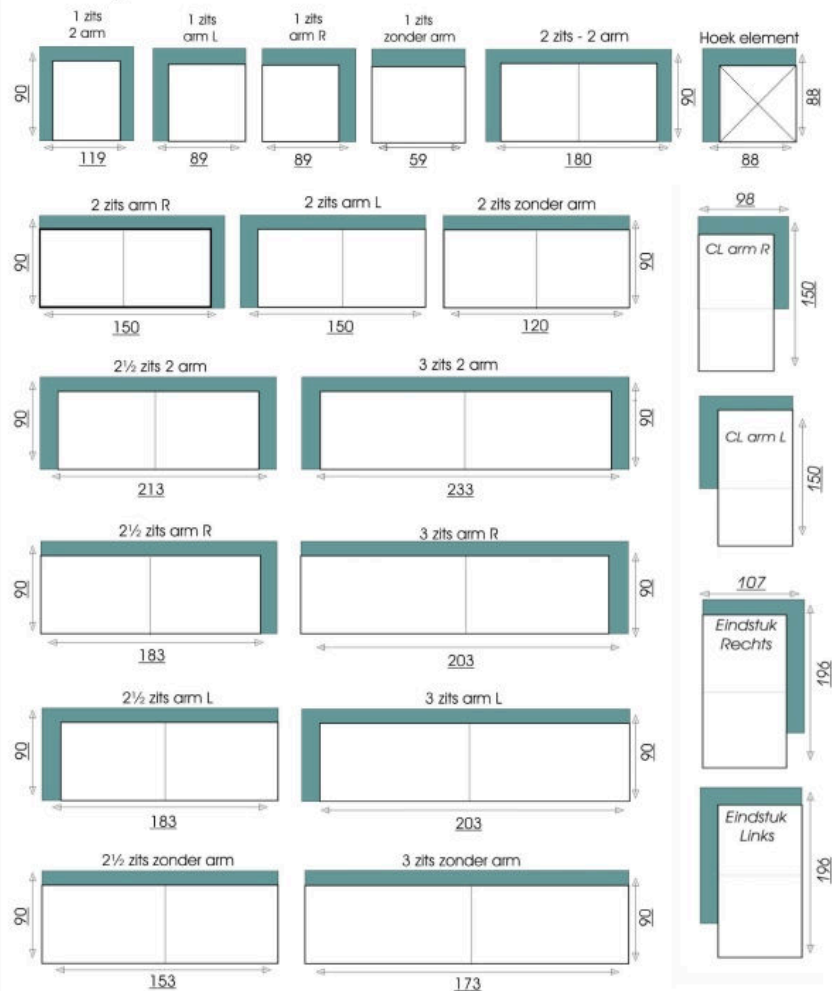 1 zits
2 arm
1 zits
arm L
1 zits
arm R
1 zits
zonder arm
2 zits - 2 arm
Hoek element
90
90
88
119
89
89
59
180
88
2 zits arm R
2 zits arm L
2 zits zonder arm
98
90
90
CL arm R
150
150
150
120
2½ zits 2 arm
3 zits 2 arm
90
90
CL arm L
150
213
233
2½ zits arm R
3 zits arm R
90
90
107
Eindstuk
Rechts
196
183
203
2½ zits arm L
3 zits arm L
90
90
183
203
Eindstuk
Links
196
2½ zits zonder arm
3 zits zonder arm
90
90
153
173